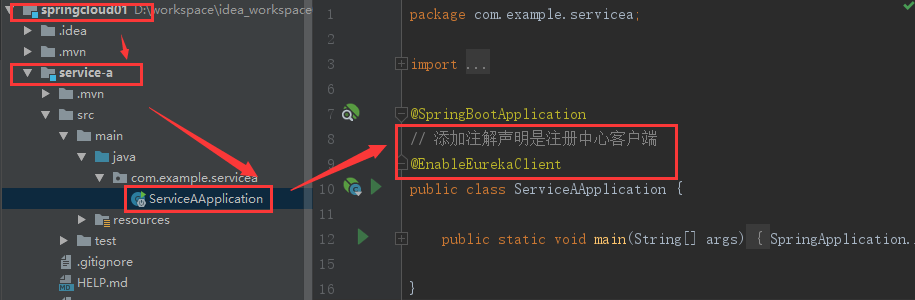 springcloud01 D:\workspace\idea_workspace
.idea
.mvn
service-a
.mvn
src
main
java
com.example.servicea
ServiceAApplication
resources
test
.gitignore
HELP.md
1 package com.example.servicea;
2
3 import ...
6
7 @SpringBootApplication
8 // 添加注解声明是注册中心客户端
9 @EnableEurekaClient
10 public class ServiceAApplication {
11
12 public static void main(String[] args) { SpringApplication.
15
16 }